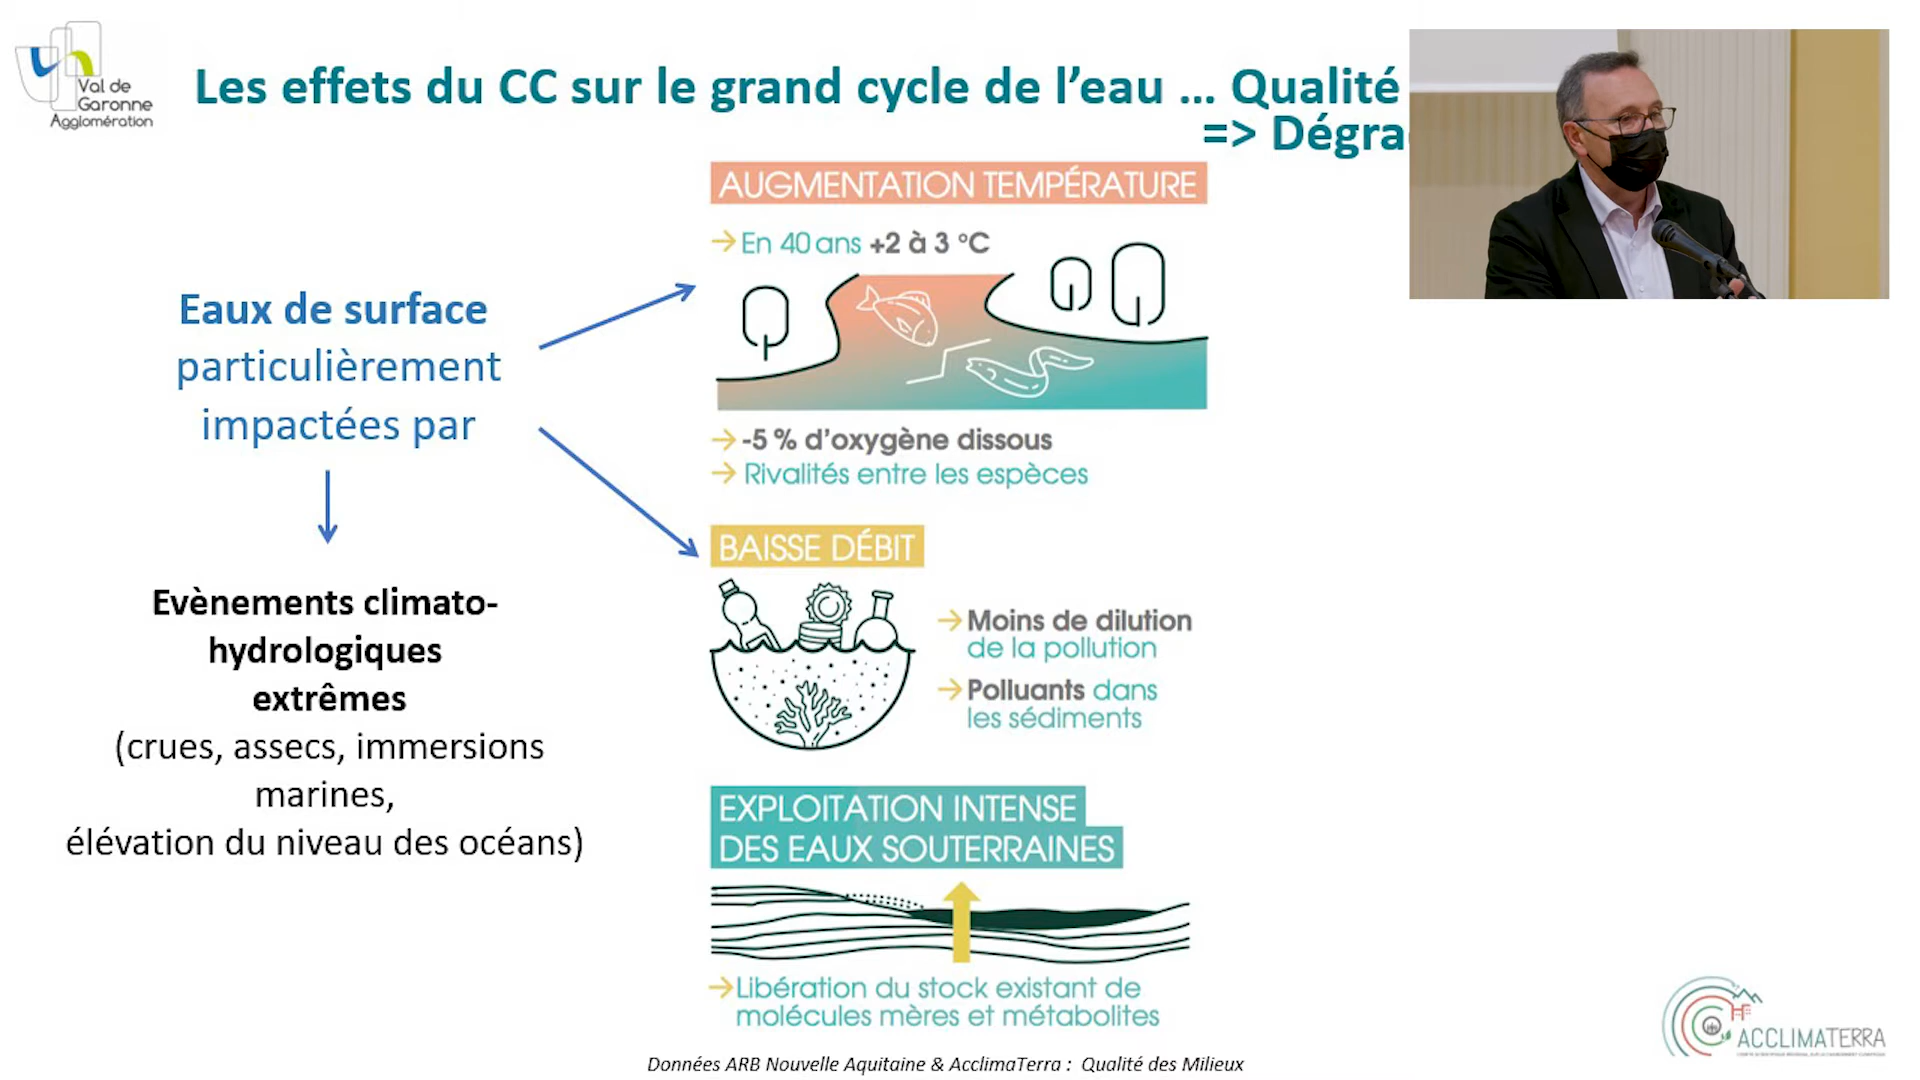 Val de
Garonne
Agglomération
Les effets du CC sur le grand cycle de l'eau ... Qualité
=> Dégra
AUGMENTATION TEMPÉRATURE
→ En 40 ans +2 à 3 °C
Eaux de surface
particulièrement
impactées par
→ -5 % d'oxygène dissous
→ Rivalités entre les espèces
BAISSE DÉBIT
→ Moins de dilution
de la pollution
→ Polluants dans
les sédiments
Evènements climato-
hydrologiques
extrêmes
(crues, assecs, immersions
marines,
élévation du niveau des océans)
EXPLOITATION INTENSE
DES EAUX SOUTERRAINES
→ Libération du stock existant de
molécules mères et métabolites
ACCLIMATERRA
Données ARB Nouvelle Aquitaine & AcclimaTerra : Qualité des Milieux